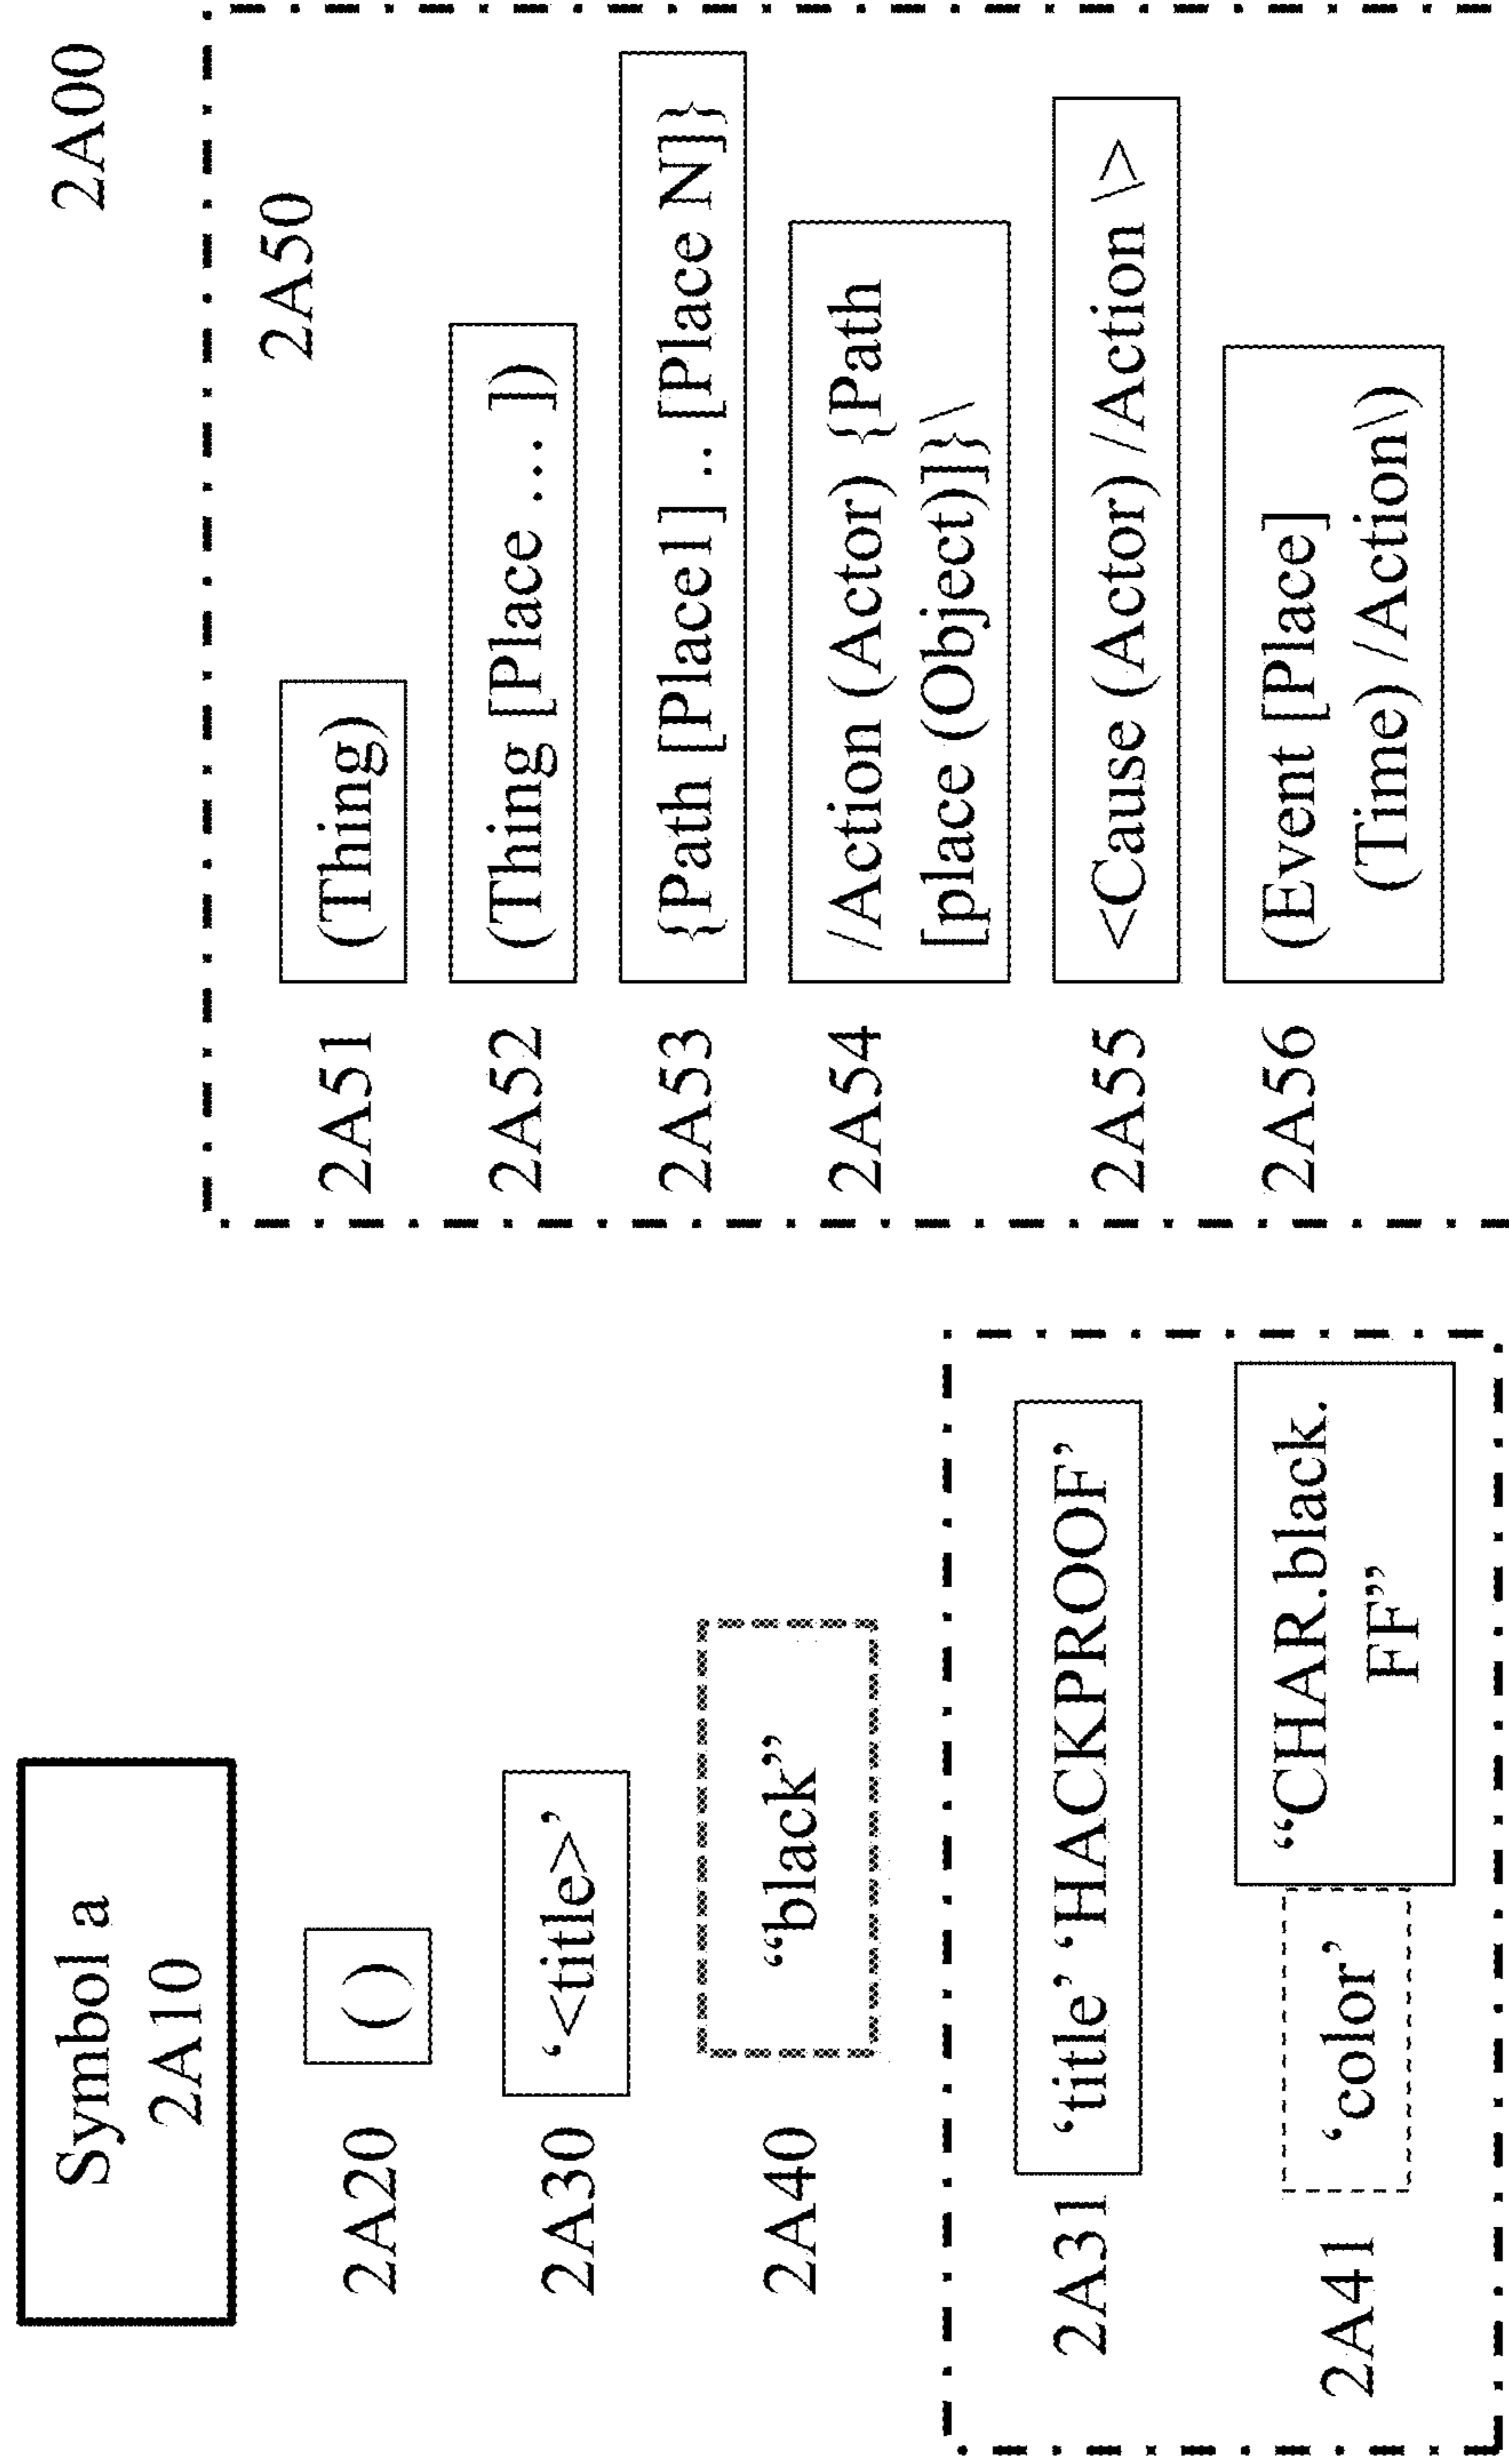 2A00
Symbol a
2A10
2A20
( )
2A30
‘<title>’
2A40
“black”
2A31
‘title’ ‘HACKPROOF’
2A41
‘color’
“CHAR.black.
FF”
2A50
2A51
(Thing)
2A52
(Thing [Place … ])
2A53
{Path [Place1] .. [Place N]}
2A54
/Action (Actor) {Path
[place (Object)]}\
2A55
<Cause (Actor) /Action \>
2A56
(Event [Place]
(Time) /Action\)